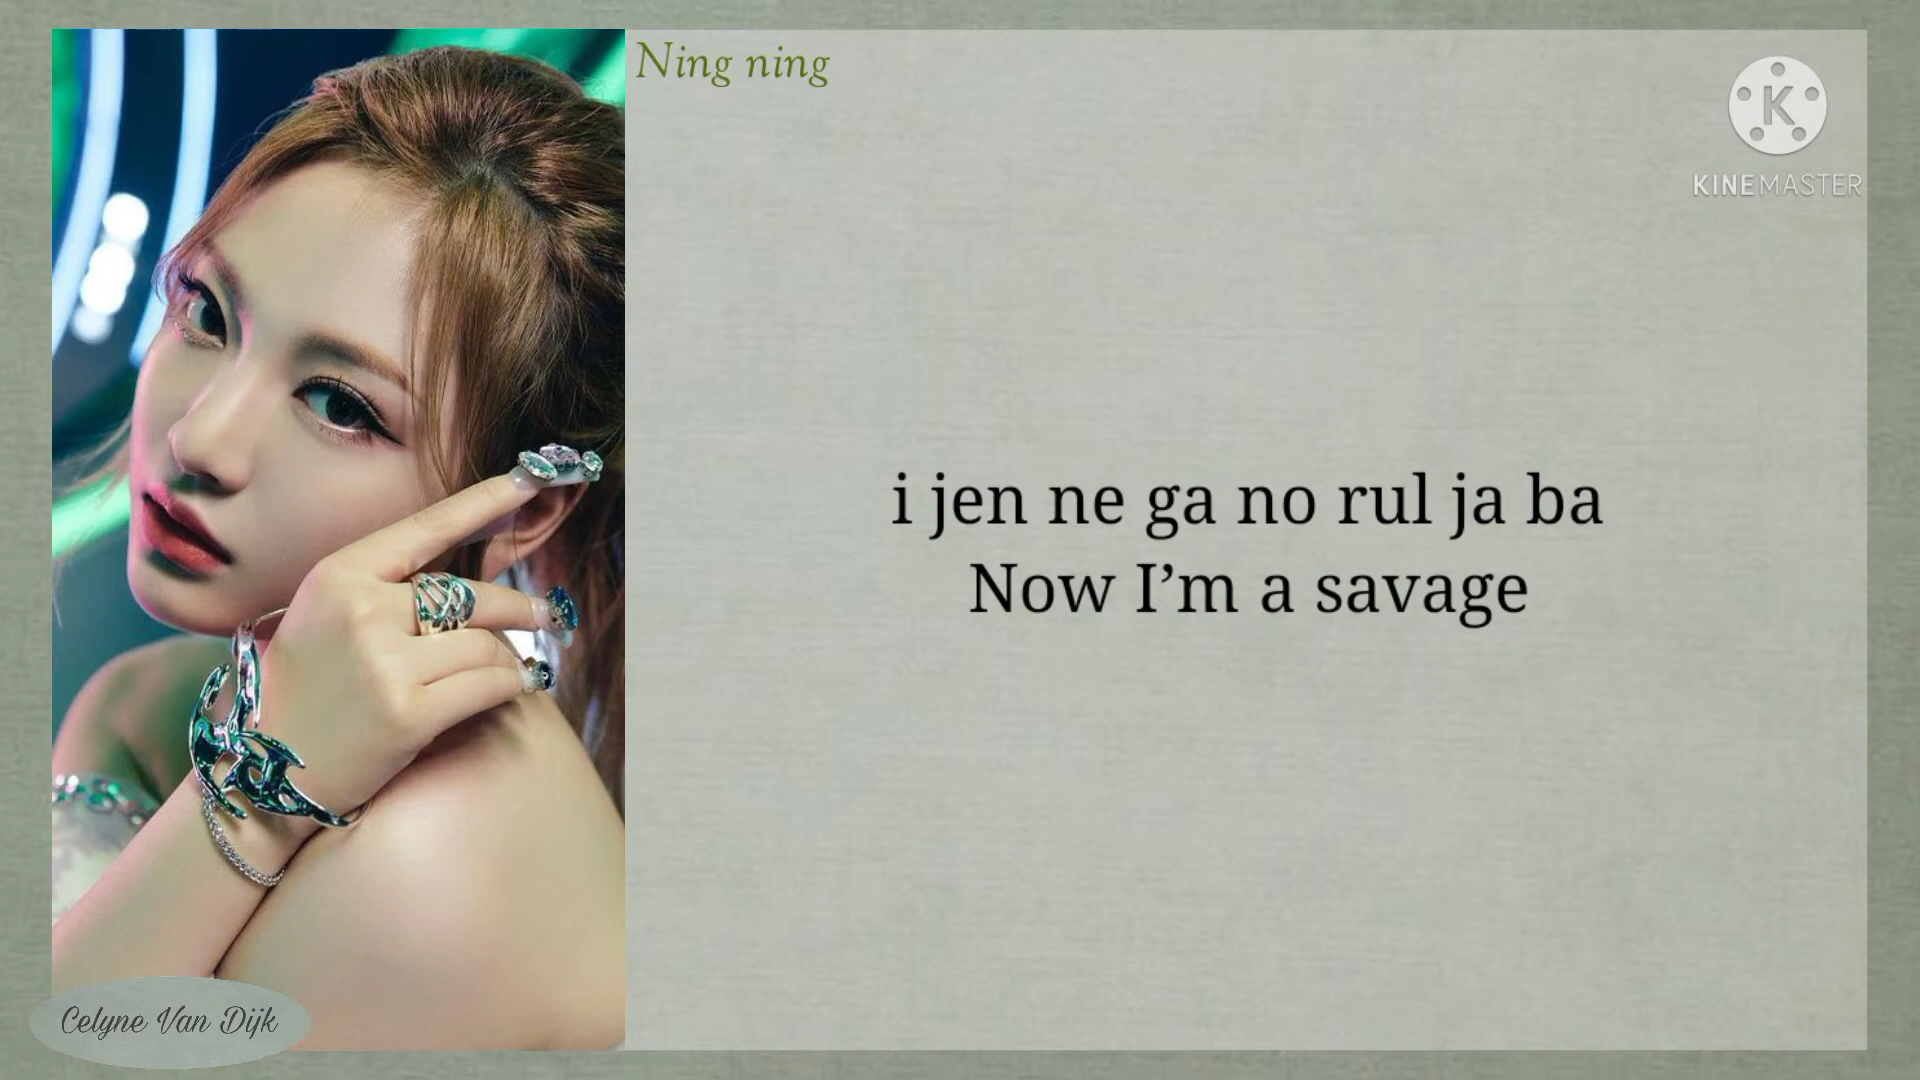 Ning ning
K
KINEMASTER
i jen ne ga no rul ja ba
Now I’m a savage
Celyne Van Dijk